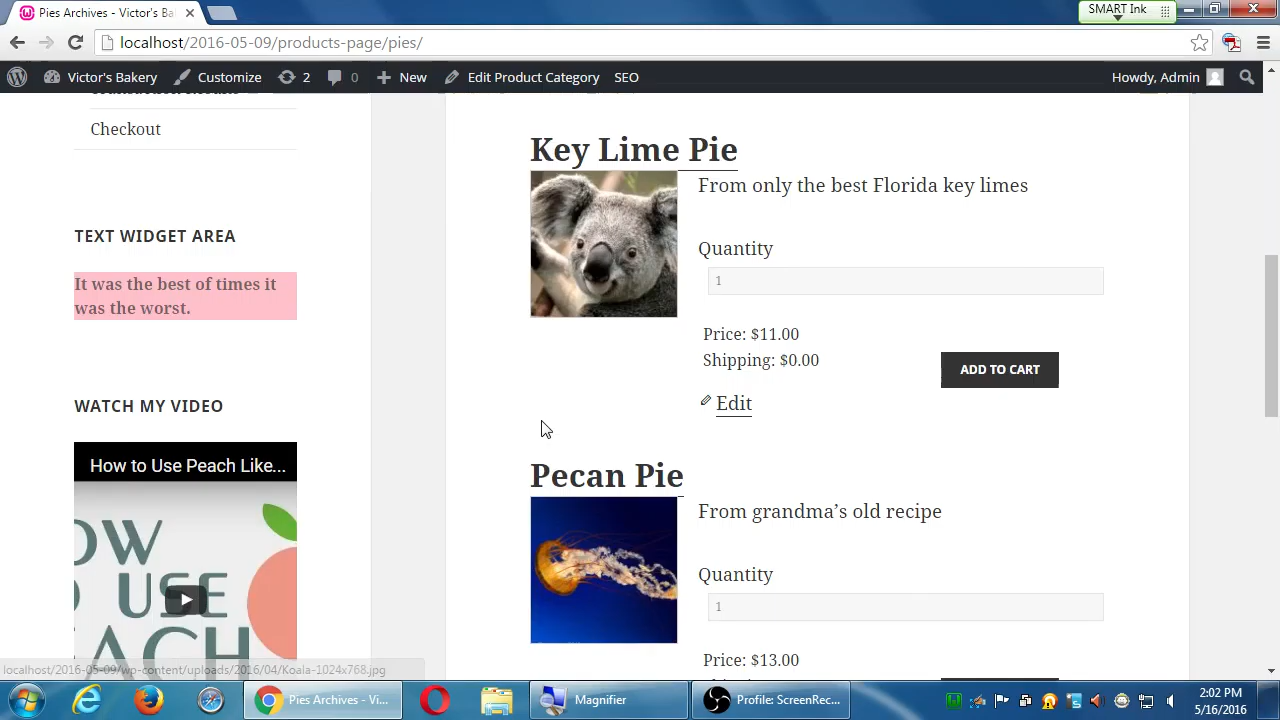 Pies Archives - Victor's Ba
SMART Ink
localhost/2016-05-09/products-page/pies/
Victor's Bakery
Customize
2
0
New
Edit Product Category
SEO
Howdy, Admin
Checkout
TEXT WIDGET AREA
It was the best of times it
was the worst.
WATCH MY VIDEO
How to Use Peach Like...
OW
USE
ACH
Key Lime Pie
From only the best Florida key limes
Quantity
1
Price: $11.00
Shipping: $0.00
ADD TO CART
Edit
Pecan Pie
From grandma’s old recipe
Quantity
1
Price: $13.00
localhost/2016-05-09/wp-content/uploads/2016/04/Koala-1024x768.jpg
Pies Archives - Vi...
Magnifier
Profile: ScreenRec...
2:02 PM
5/16/2016